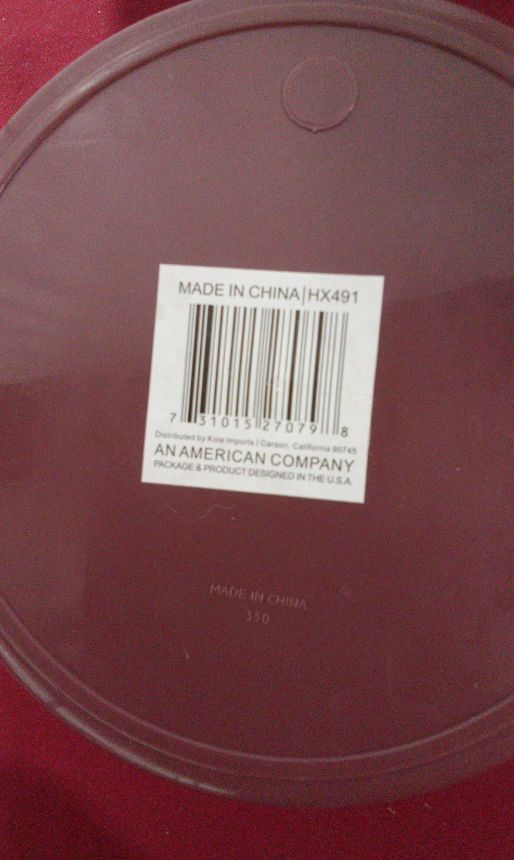 MADE IN CHINA|HX491
7 31015 27079 8
Distributed by Kole Imports | Carson, California 90745
AN AMERICAN COMPANY
PACKAGE & PRODUCT DESIGNED IN THE U.S.A.
MADE IN CHINA
350